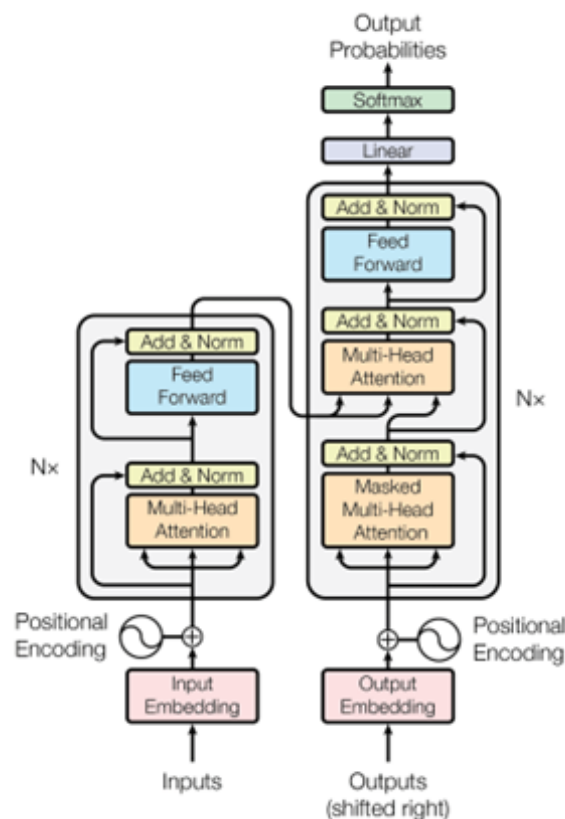 Output
Probabilities
Softmax
Linear
Add & Norm
Feed
Forward
Add & Norm
Multi-Head
Attention
Add & Norm
Masked
Multi-Head
Attention
N×
Add & Norm
Feed
Forward
Add & Norm
Multi-Head
Attention
N×
Positional
Encoding
Positional
Encoding
Input
Embedding
Output
Embedding
Inputs
Outputs
(shifted right)